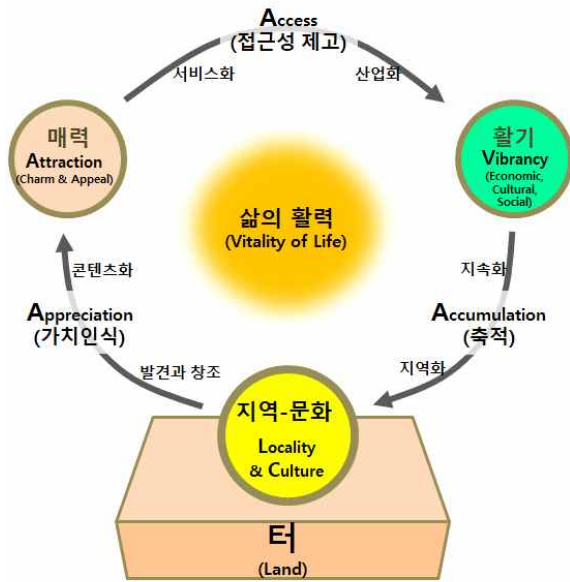 Access
(접근성 제고)
서비스화
산업화
매력
Attraction
(Charm & Appeal)
활기
Vibrancy
(Economic,
Cultural,
Social)
삶의 활력
(Vitality of Life)
콘텐츠화
지속화
Appreciation
(가치인식)
Accumulation
(축적)
발견과 창조
지역화
지역-문화
Locality
& Culture
터
(Land)